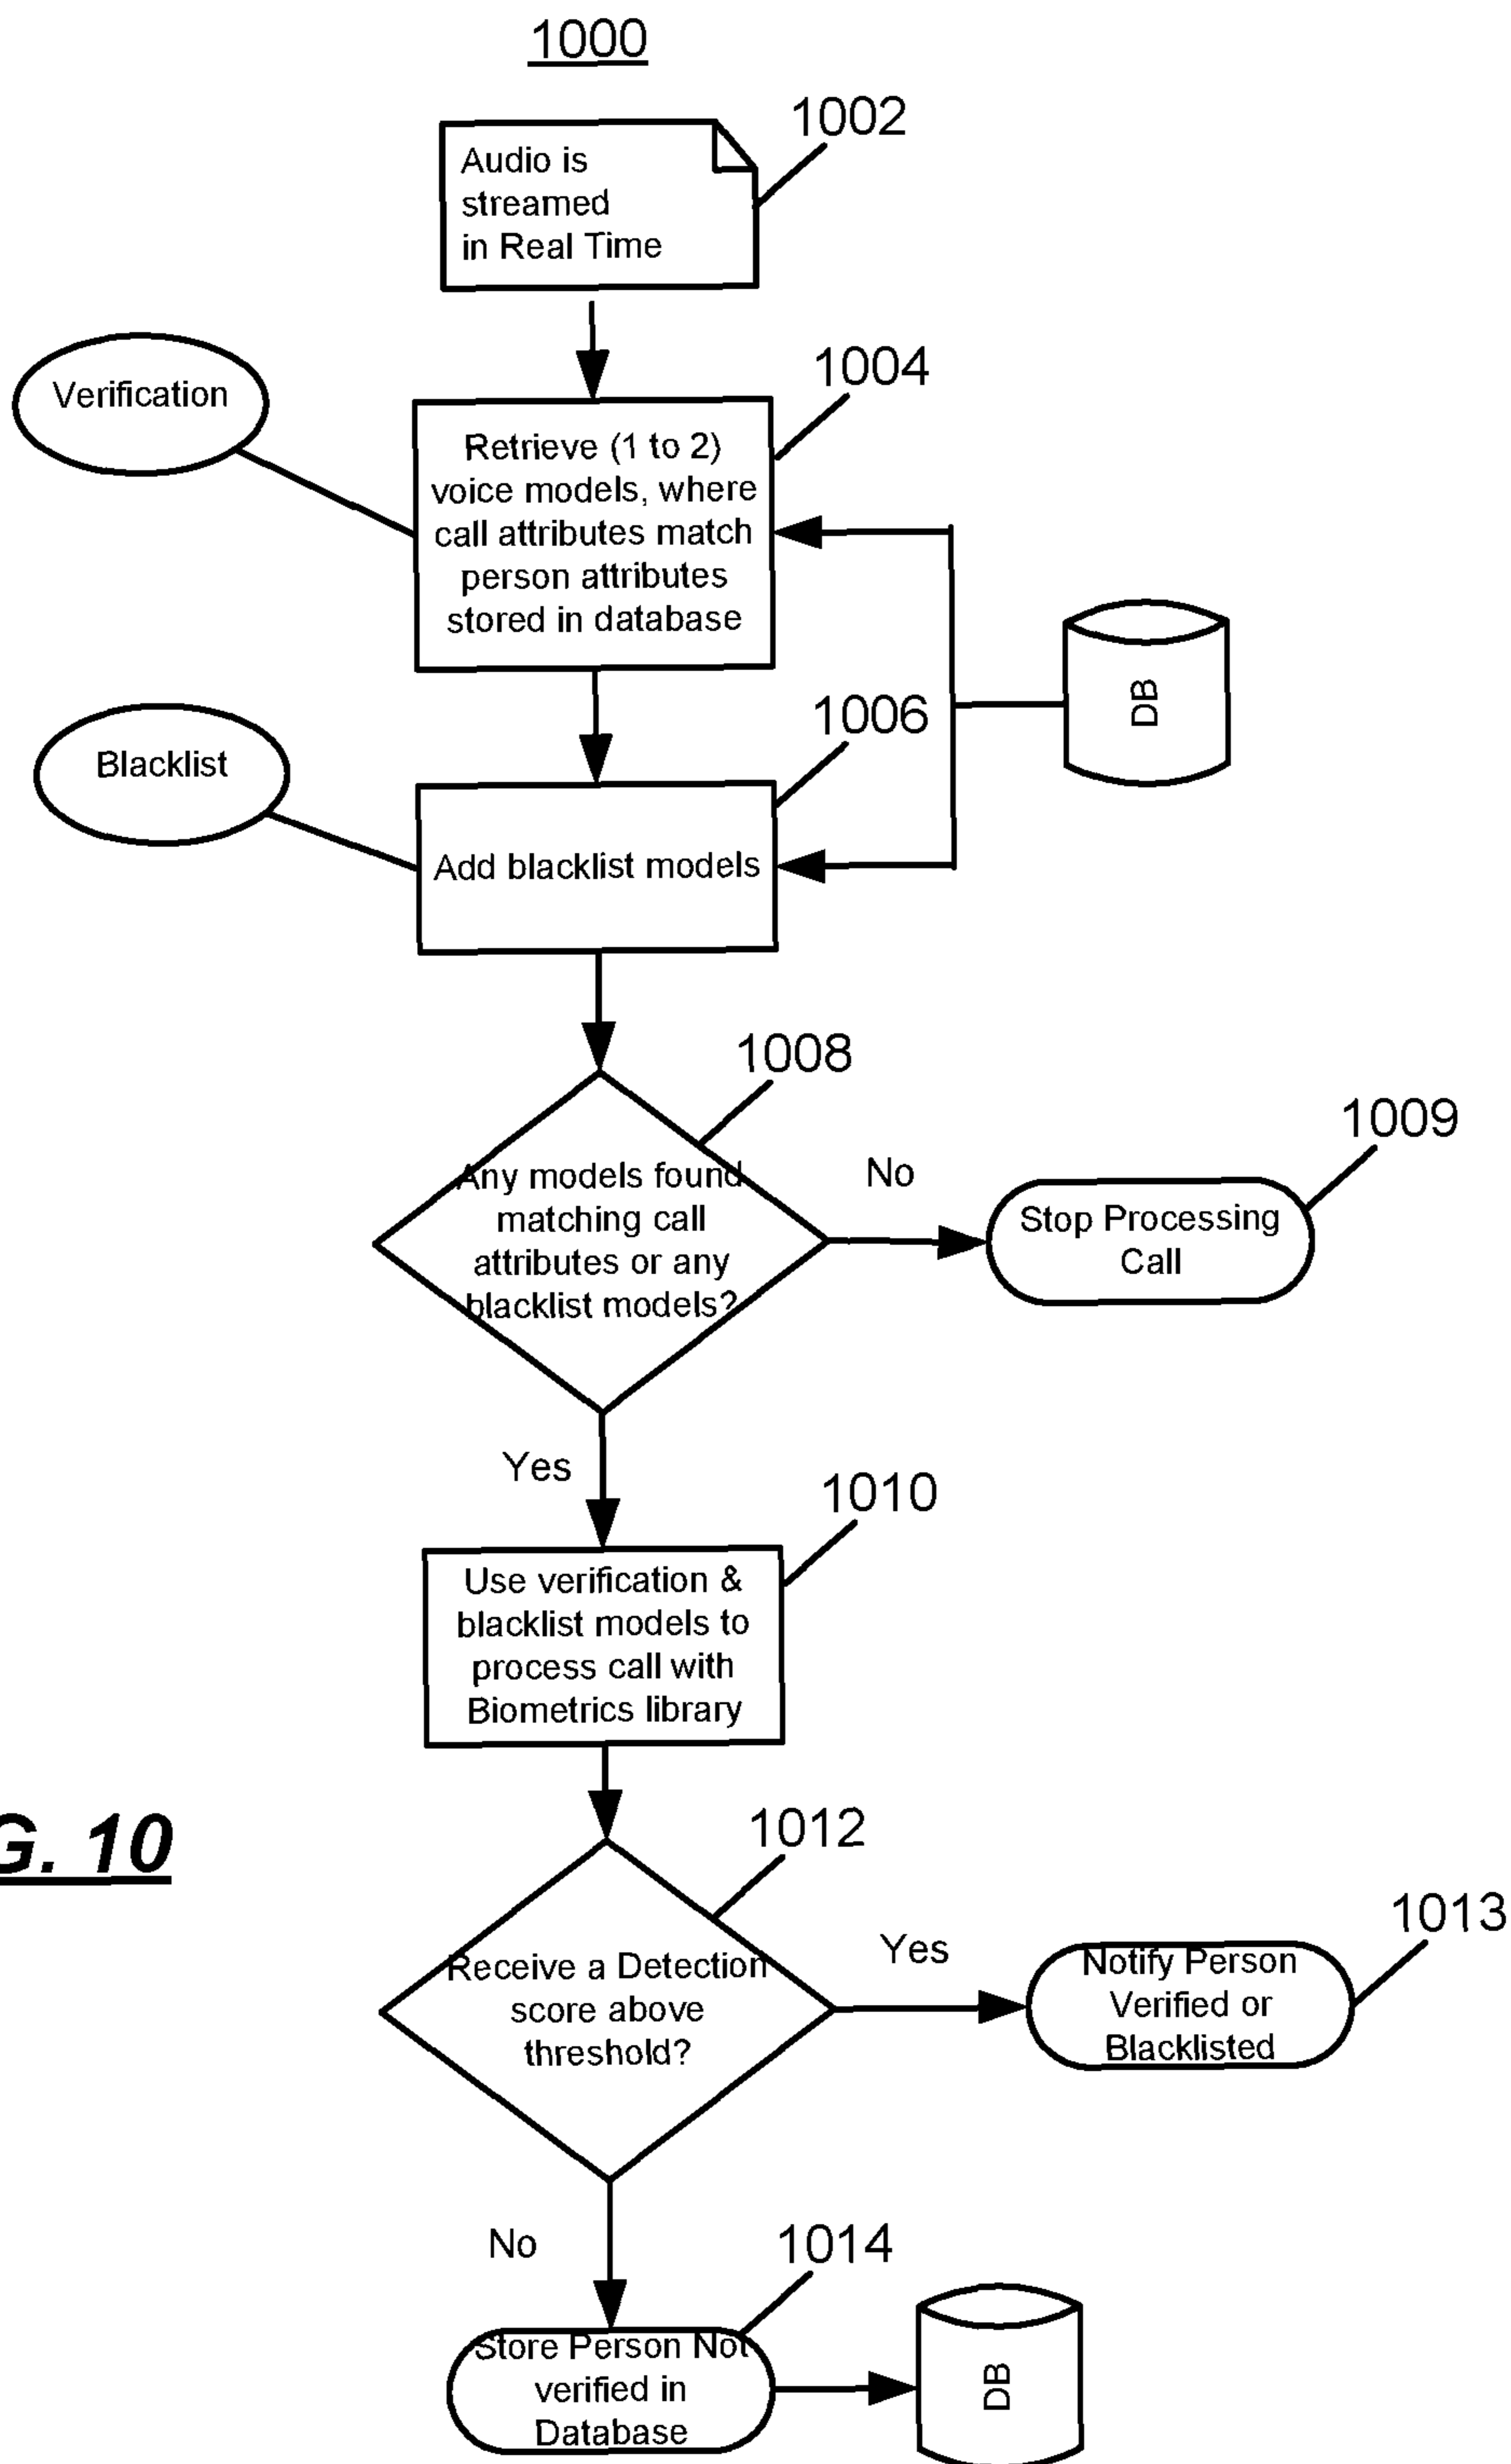 1000
1002
Audio is
streamed
in Real Time
Verification
1004
Retrieve (1 to 2)
voice models, where
call attributes match
person attributes
stored in database
DB
1006
Blacklist
Add blacklist models
1008
Any models found
matching call
attributes or any
blacklist models?
No
1009
Stop Processing
Call
Yes
1010
Use verification &
blacklist models to
process call with
Biometrics library
G. 10
1012
Receive a Detection
score above
threshold?
Yes
1013
Notify Person
Verified or
Blacklisted
No
1014
Store Person Not
verified in
Database
DB